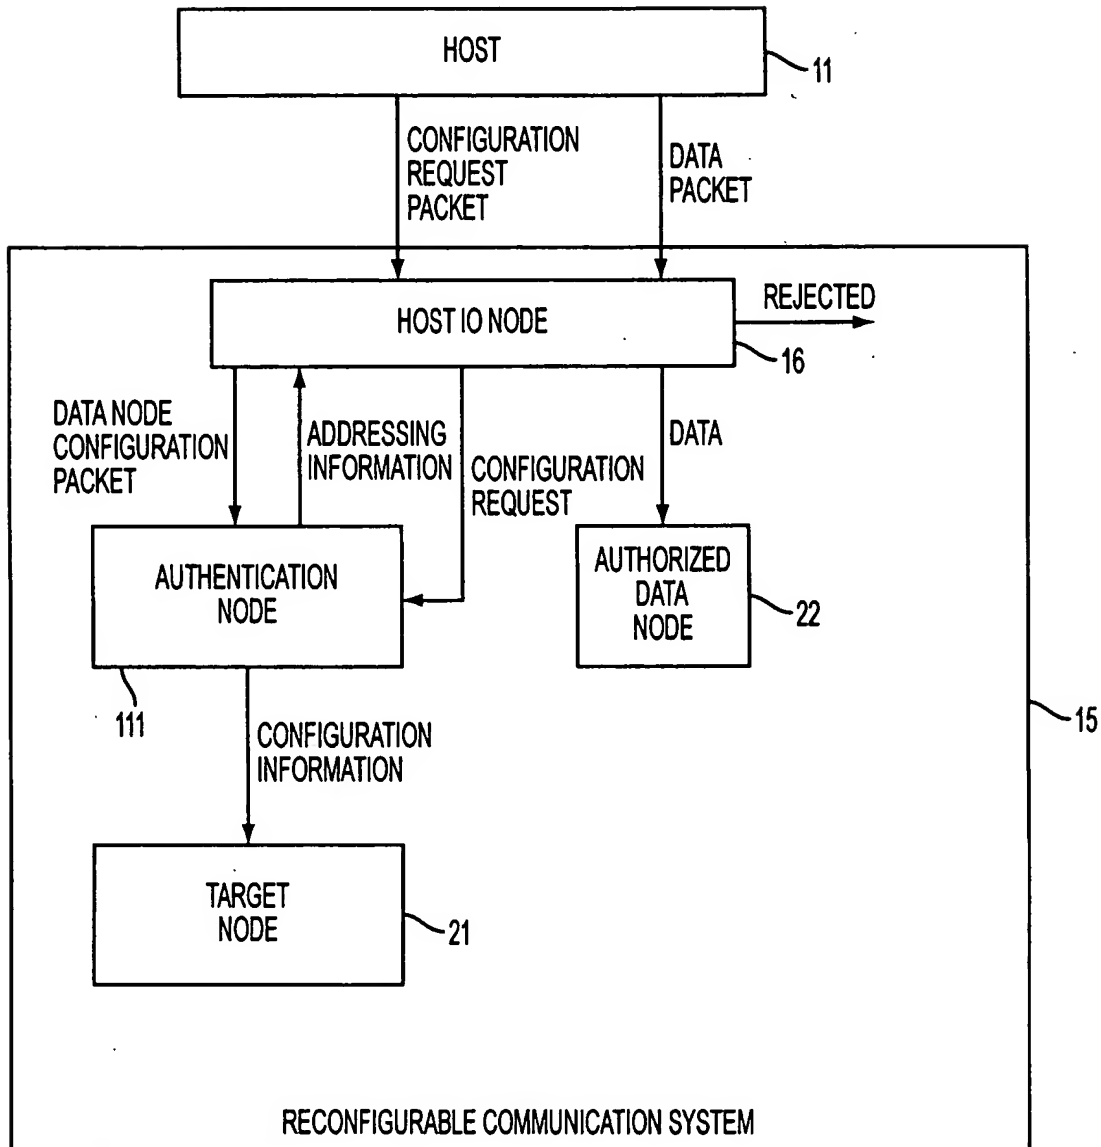 HOST
11
CONFIGURATION
REQUEST
PACKET
DATA
PACKET
HOST IO NODE
REJECTED
16
DATA NODE
CONFIGURATION
PACKET
ADDRESSING
INFORMATION
CONFIGURATION
REQUEST
DATA
AUTHENTICATION
NODE
AUTHORIZED
DATA
NODE
22
111
15
CONFIGURATION
INFORMATION
TARGET
NODE
21
RECONFIGURABLE COMMUNICATION SYSTEM